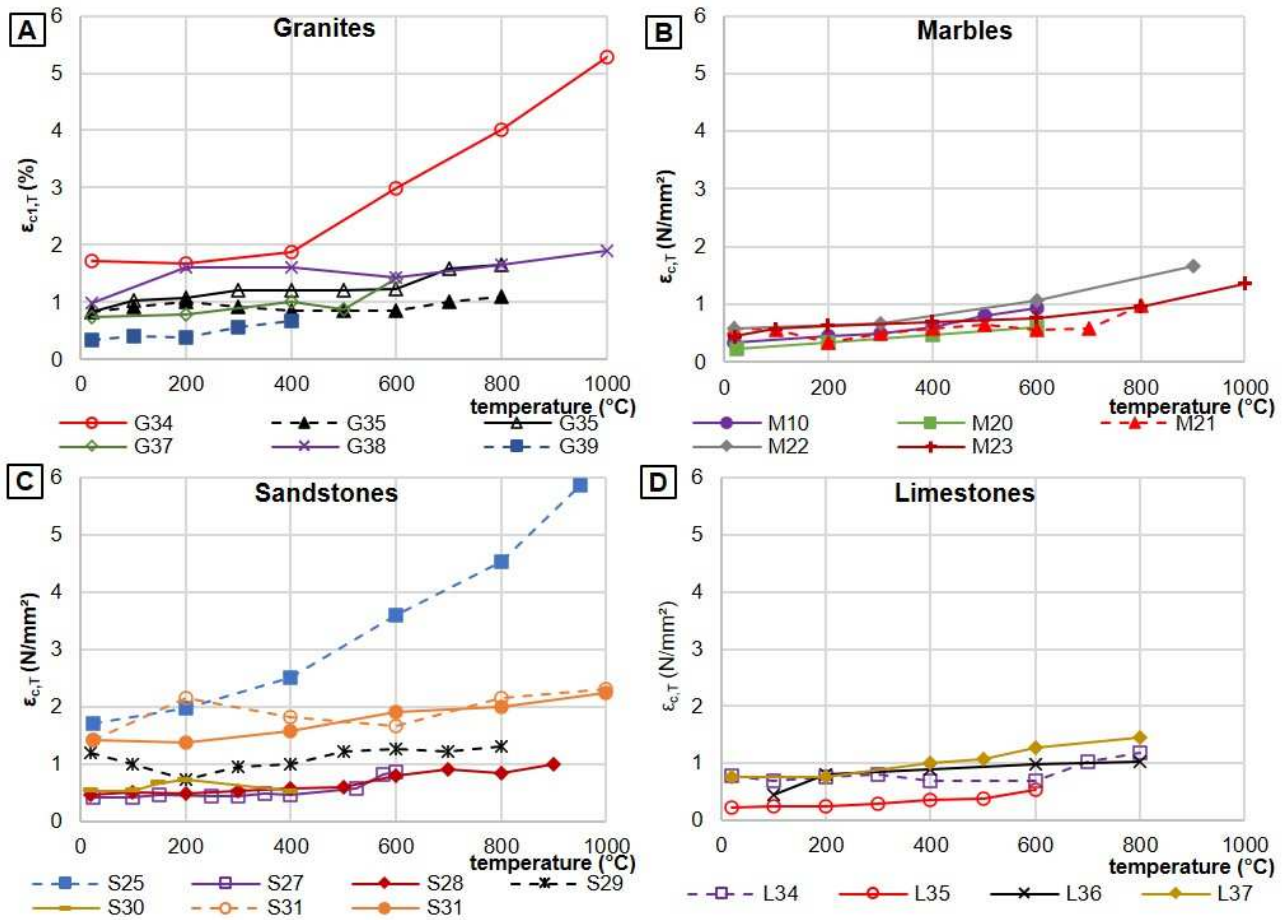 A
Granites
6
5
4
3
2
1
0
εc1,T (%)
0 200 400 600 800 1000
temperature (°C)
G34 G35 G35
G37 G38 G39
B
Marbles
6
5
4
3
2
1
0
εc,T (N/mm²)
0 200 400 600 800 1000
temperature (°C)
M10 M20 M21
M22 M23
C
Sandstones
6
5
4
3
2
1
0
εc,T (N/mm²)
0 200 400 600 800 1000
temperature (°C)
S25 S27 S28 S29
S30 S31 S31
D
Limestones
6
5
4
3
2
1
0
εc,T (N/mm²)
0 200 400 600 800 1000
temperature (°C)
L34 L35 L36 L37